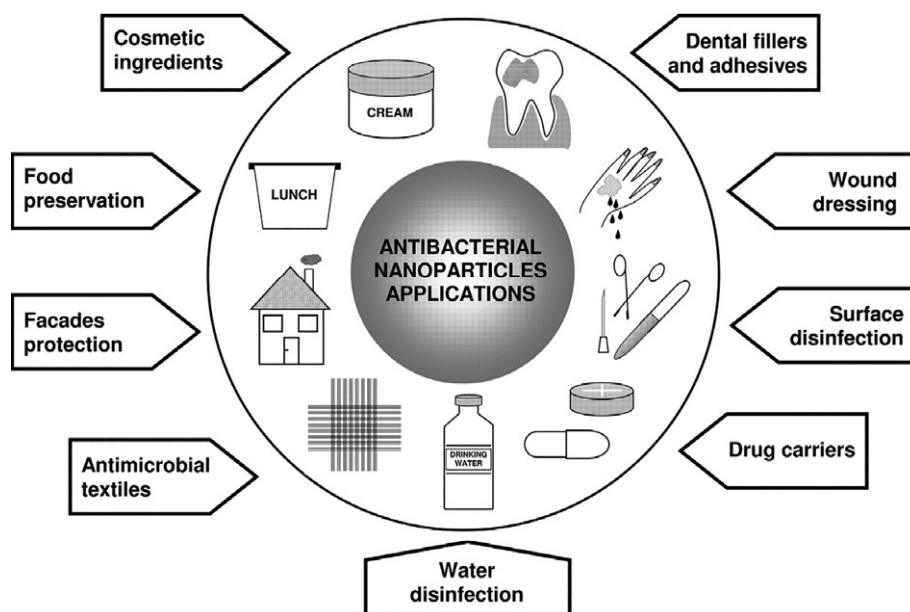 Cosmetic
ingredients
Dental fillers
and adhesives
CREAM
Food
preservation
LUNCH
Wound
dressing
ANTIBACTERIAL
NANOPARTICLES
APPLICATIONS
Facades
protection
Surface
disinfection
Antimicrobial
textiles
DRINKING
WATER
Drug carriers
Water
disinfection